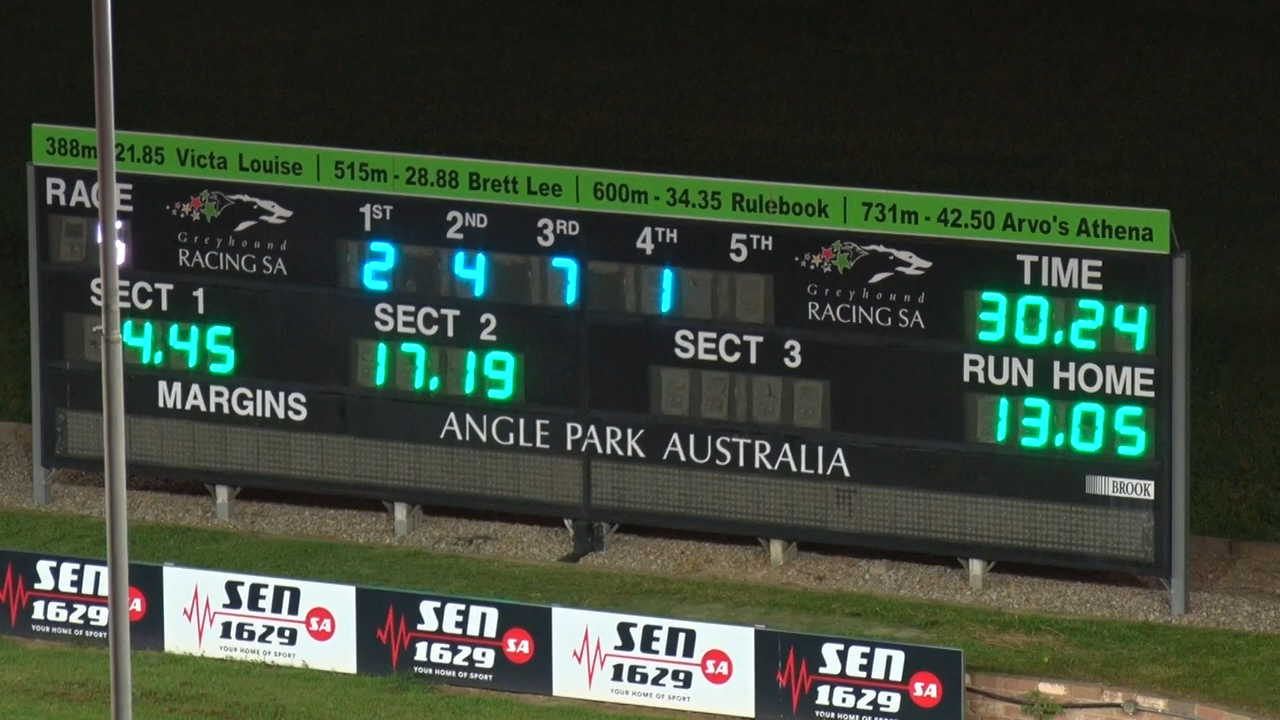 388m 21.85 Victa Louise | 515m - 28.88 Brett Lee | 600m - 34.35 Rulebook | 731m - 42.50 Arvo's Athena
RACE
Greyhound
RACING SA
1ST 2ND 3RD 4TH 5TH
2 4 7 1
Greyhound
RACING SA
TIME
30.24
SECT 1
4.45
SECT 2
17.19
SECT 3
RUN HOME
13.05
MARGINS
ANGLE PARK AUSTRALIA
BROOK
SEN
1629 SA
YOUR HOME OF SPORT
SEN
1629 SA
YOUR HOME OF SPORT
SEN
1629 SA
YOUR HOME OF SPORT
SEN
1629 SA
YOUR HOME OF SPORT
SEN
1629 SA
YOUR HOME OF SPORT